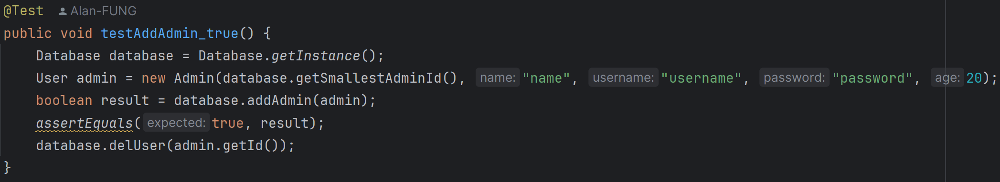 @Test Alan-FUNG
public void testAddAdmin_true() {
    Database database = Database.getInstance();
    User admin = new Admin(database.getSmallestAdminId(), name: "name", username: "username", password: "password", age: 20);
    boolean result = database.addAdmin(admin);
    assertEquals( expected: true, result);
    database.delUser(admin.getId());
}